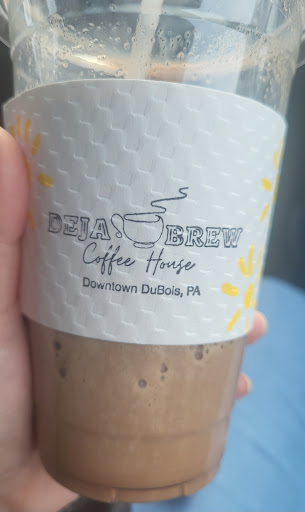 DEJA BREW
Coffee House
Downtown DuBois, PA